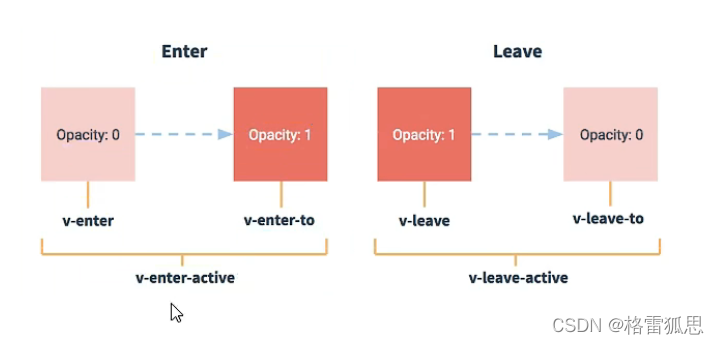 Enter
Leave
Opacity: 0
Opacity: 1
Opacity: 1
Opacity: 0
v-enter
v-enter-to
v-leave
v-leave-to
v-enter-active
v-leave-active
CSDN @格雷狐思